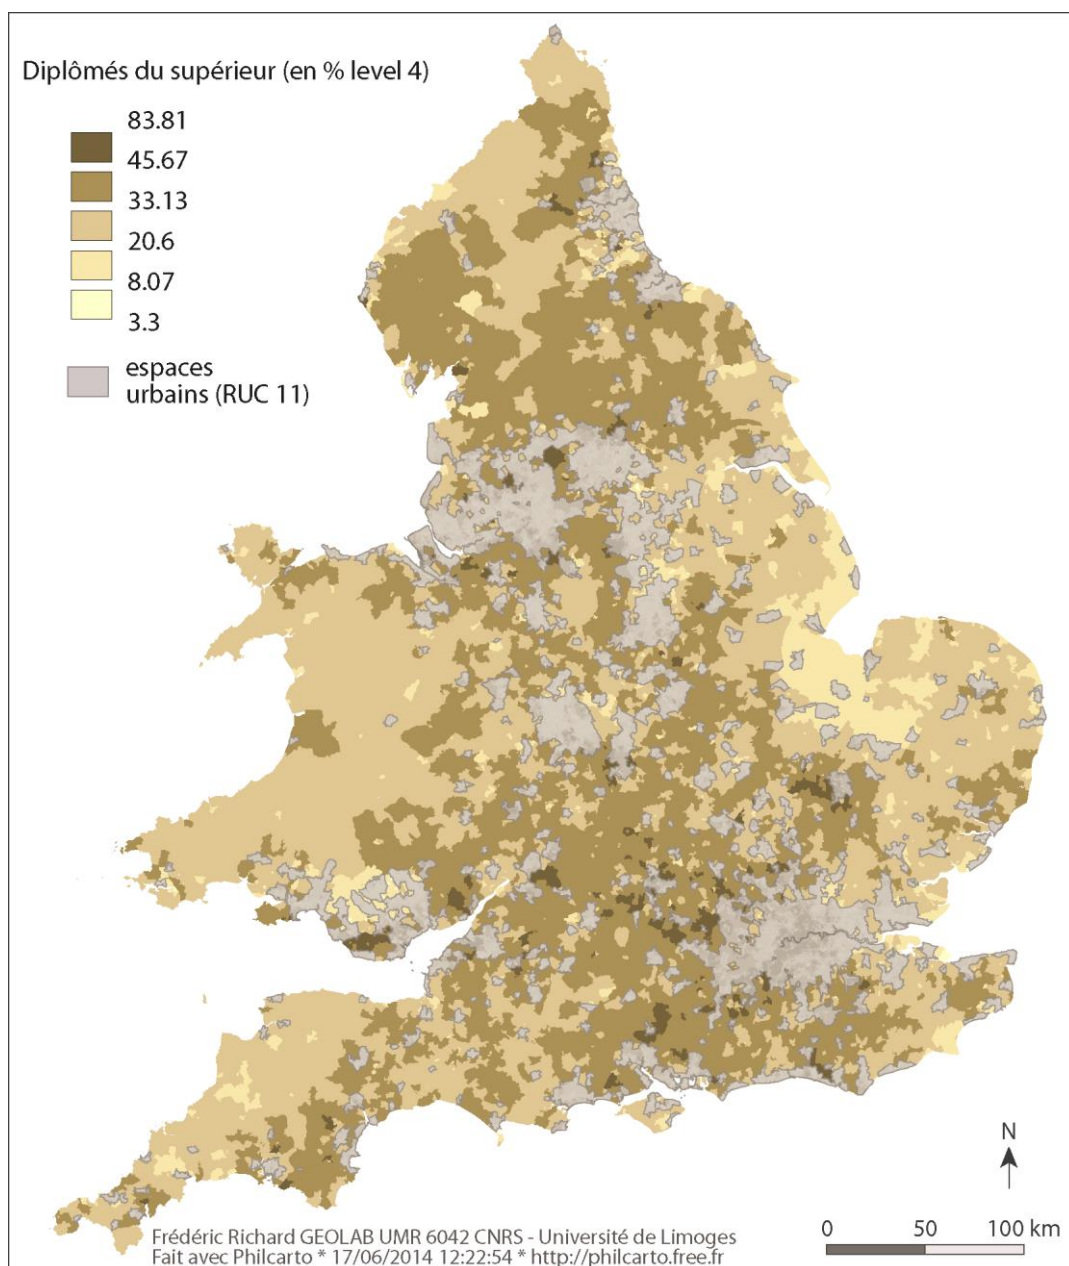 Diplômés du supérieur (en % level 4)
83.81
45.67
33.13
20.6
8.07
3.3
espaces
urbains (RUC 11)
N
0 50 100 km
Frédéric Richard GEOLAB UMR 6042 CNRS - Université de Limoges
Fait avec Philcarto * 17/06/2014 12:22:54 * http://philcarto.free.fr